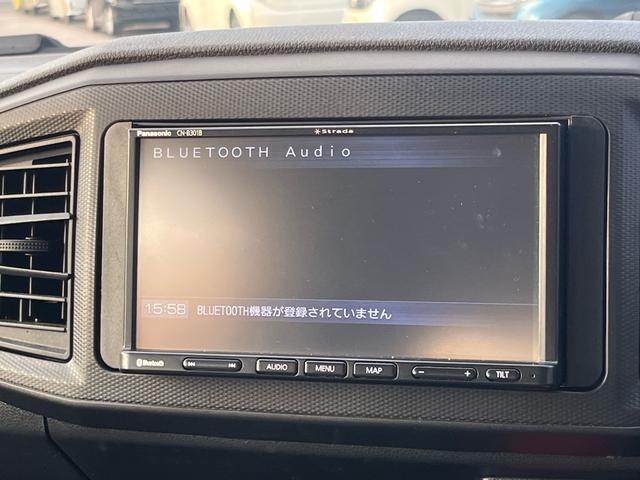 Panasonic CN-B301B Strada
BLUETOOTH Audio
15:58 BLUETOOTH機器が登録されていません
Bluetooth AUDIO MENU MAP − + TILT